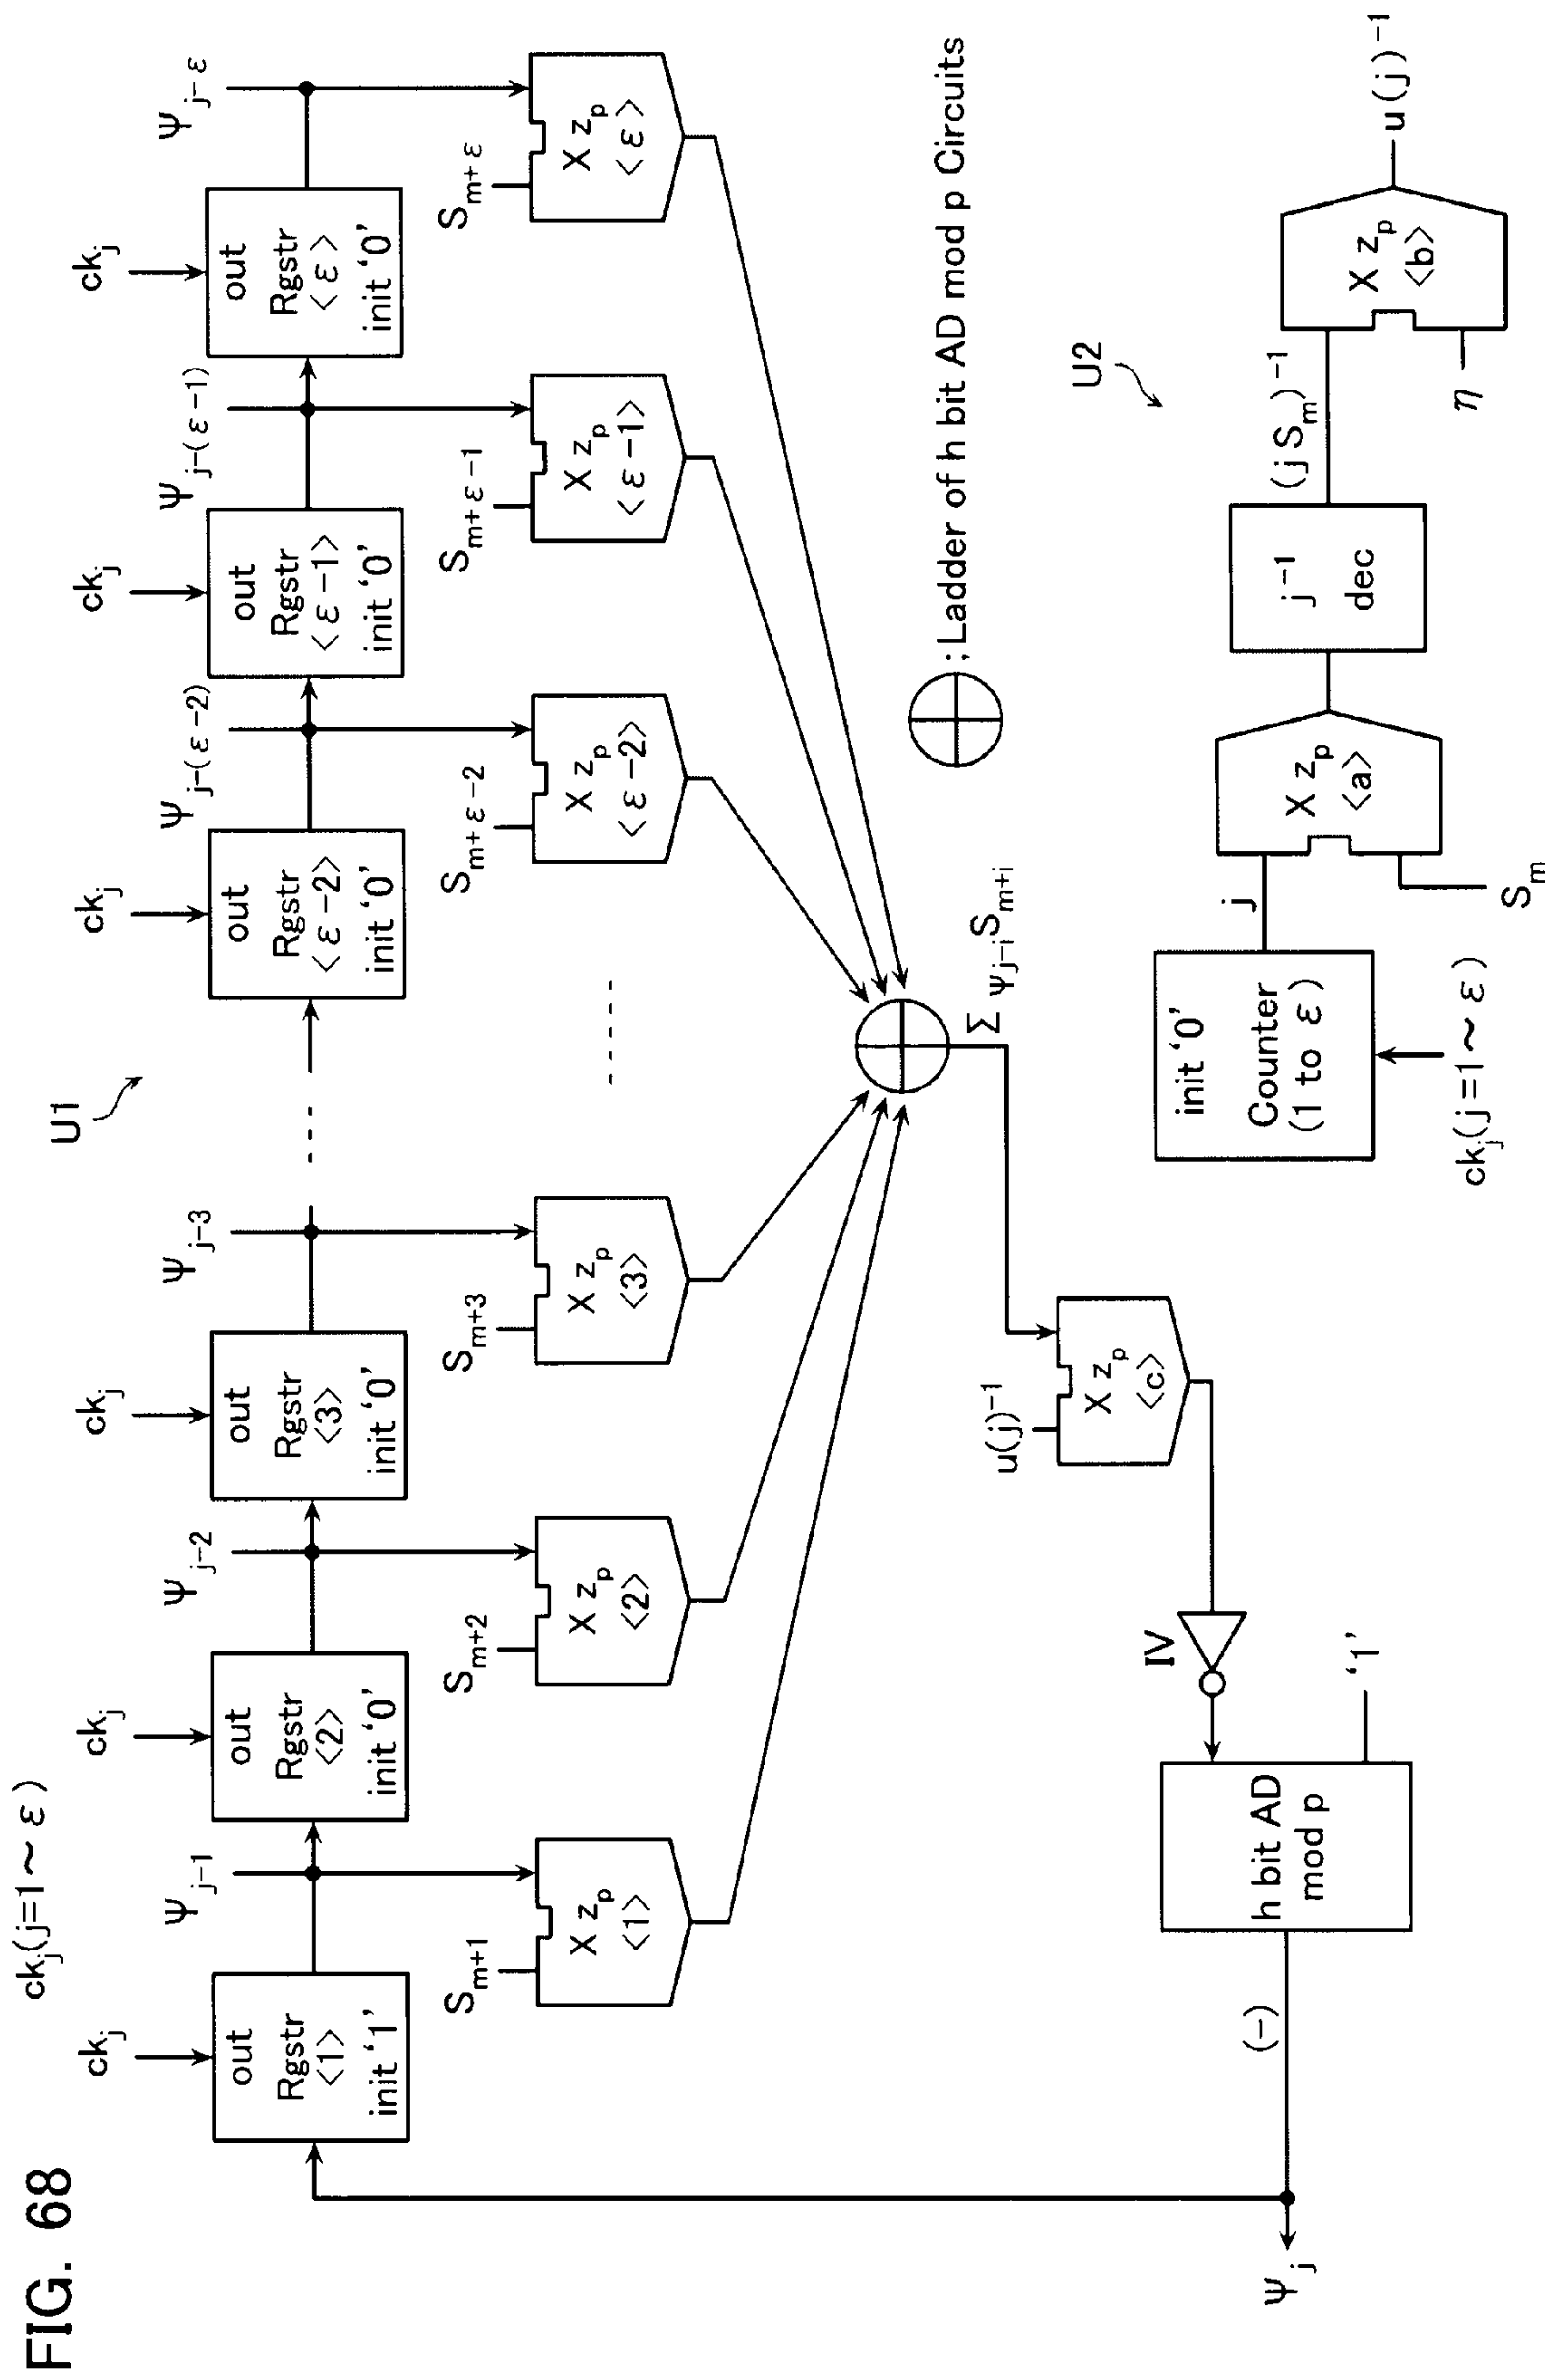 FIG. 68
ck_j(j=1～ε)
U1
ck_j
ck_j
ck_j
ck_j
ck_j
ck_j
out
Rgstr
<1>
init ‘1’
ψ_j-1
out
Rgstr
<2>
init ‘0’
ψ_j-2
out
Rgstr
<3>
init ‘0’
ψ_j-3
out
Rgstr
<ε-2>
init ‘0’
ψ_j-(ε-2)
out
Rgstr
<ε-1>
init ‘0’
ψ_j-(ε-1)
out
Rgstr
<ε>
init ‘0’
ψ_j-ε
S_m+1
X z_p
<1>
S_m+2
X z_p
<2>
S_m+3
X z_p
<3>
S_m+ε-2
X z_p
<ε-2>
S_m+ε-1
X z_p
<ε-1>
S_m+ε
X z_p
<ε>
Σ ψ_j-i S_m+i
; Ladder of h bit AD mod p Circuits
u(j)^-1
X z_p
<c>
IV
‘1’
h bit AD
mod p
(-)
ψ_j
U2
init ‘0’
Counter
(1 to ε)
ck_j(j=1～ε)
j
S_m
X z_p
<a>
j^-1
dec
(j S_m)^-1
η
X z_p
<b>
u(j)^-1